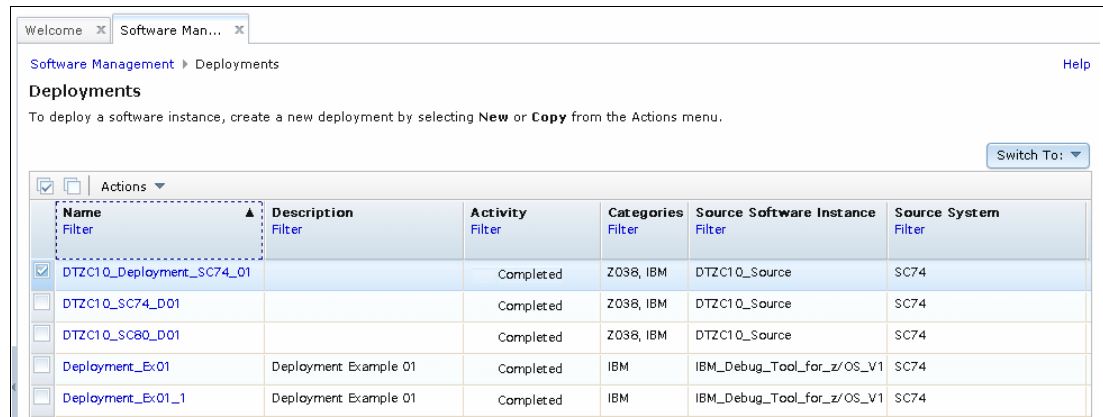 Welcome x Software Man... x
Software Management ▸ Deployments Help
Deployments
To deploy a software instance, create a new deployment by selecting New or Copy from the Actions menu.
Switch To:
Actions
Name Description Activity Categories Source Software Instance Source System
Filter Filter Filter Filter Filter Filter
DTZC10_Deployment_SC74_01 Completed Z038, IBM DTZC10_Source SC74
DTZC10_SC74_D01 Completed Z038, IBM DTZC10_Source SC74
DTZC10_SC80_D01 Completed Z038, IBM DTZC10_Source SC74
Deployment_Ex01 Deployment Example 01 Completed IBM IBM_Debug_Tool_for_z/OS_V1 SC74
Deployment_Ex01_1 Deployment Example 01 Completed IBM IBM_Debug_Tool_for_z/OS_V1 SC74